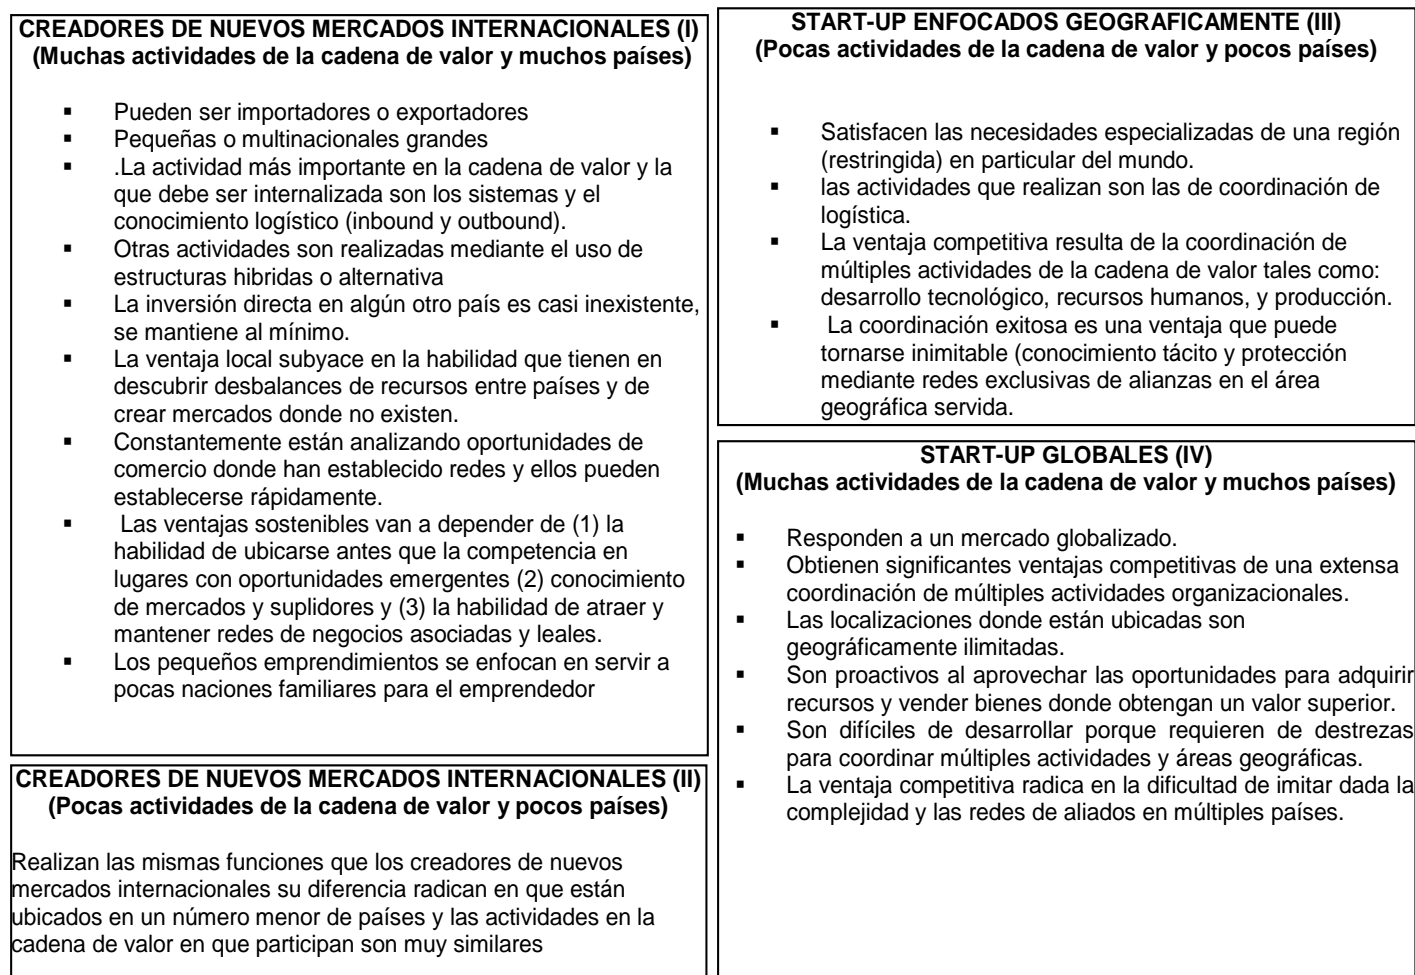 CREADORES DE NUEVOS MERCADOS INTERNACIONALES (I)
(Muchas actividades de la cadena de valor y muchos países)
▪ Pueden ser importadores o exportadores
▪ Pequeñas o multinacionales grandes
▪ .La actividad más importante en la cadena de valor y la
que debe ser internalizada son los sistemas y el
conocimiento logístico (inbound y outbound).
▪ Otras actividades son realizadas mediante el uso de
estructuras hibridas o alternativa
▪ La inversión directa en algún otro país es casi inexistente,
se mantiene al mínimo.
▪ La ventaja local subyace en la habilidad que tienen en
descubrir desbalances de recursos entre países y de
crear mercados donde no existen.
▪ Constantemente están analizando oportunidades de
comercio donde han establecido redes y ellos pueden
establecerse rápidamente.
▪ Las ventajas sostenibles van a depender de (1) la
habilidad de ubicarse antes que la competencia en
lugares con oportunidades emergentes (2) conocimiento
de mercados y suplidores y (3) la habilidad de atraer y
mantener redes de negocios asociadas y leales.
▪ Los pequeños emprendimientos se enfocan en servir a
pocas naciones familiares para el emprendedor
CREADORES DE NUEVOS MERCADOS INTERNACIONALES (II)
(Pocas actividades de la cadena de valor y pocos países)
Realizan las mismas funciones que los creadores de nuevos
mercados internacionales su diferencia radican en que están
ubicados en un número menor de países y las actividades en la
cadena de valor en que participan son muy similares
START-UP ENFOCADOS GEOGRAFICAMENTE (III)
(Pocas actividades de la cadena de valor y pocos países)
▪ Satisfacen las necesidades especializadas de una región
(restringida) en particular del mundo.
▪ las actividades que realizan son las de coordinación de
logística.
▪ La ventaja competitiva resulta de la coordinación de
múltiples actividades de la cadena de valor tales como:
desarrollo tecnológico, recursos humanos, y producción.
▪ La coordinación exitosa es una ventaja que puede
tornarse inimitable (conocimiento tácito y protección
mediante redes exclusivas de alianzas en el área
geográfica servida.
START-UP GLOBALES (IV)
(Muchas actividades de la cadena de valor y muchos países)
▪ Responden a un mercado globalizado.
▪ Obtienen significantes ventajas competitivas de una extensa
coordinación de múltiples actividades organizacionales.
▪ Las localizaciones donde están ubicadas son
geográficamente ilimitadas.
▪ Son proactivos al aprovechar las oportunidades para adquirir
recursos y vender bienes donde obtengan un valor superior.
▪ Son difíciles de desarrollar porque requieren de destrezas
para coordinar múltiples actividades y áreas geográficas.
▪ La ventaja competitiva radica en la dificultad de imitar dada la
complejidad y las redes de aliados en múltiples países.